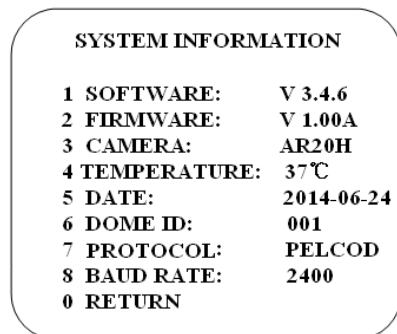 SYSTEM INFORMATION
1 SOFTWARE: V 3.4.6
2 FIRMWARE: V 1.00A
3 CAMERA: AR20H
4 TEMPERATURE: 37℃
5 DATE: 2014-06-24
6 DOME ID: 001
7 PROTOCOL: PELCOD
8 BAUD RATE: 2400
0 RETURN